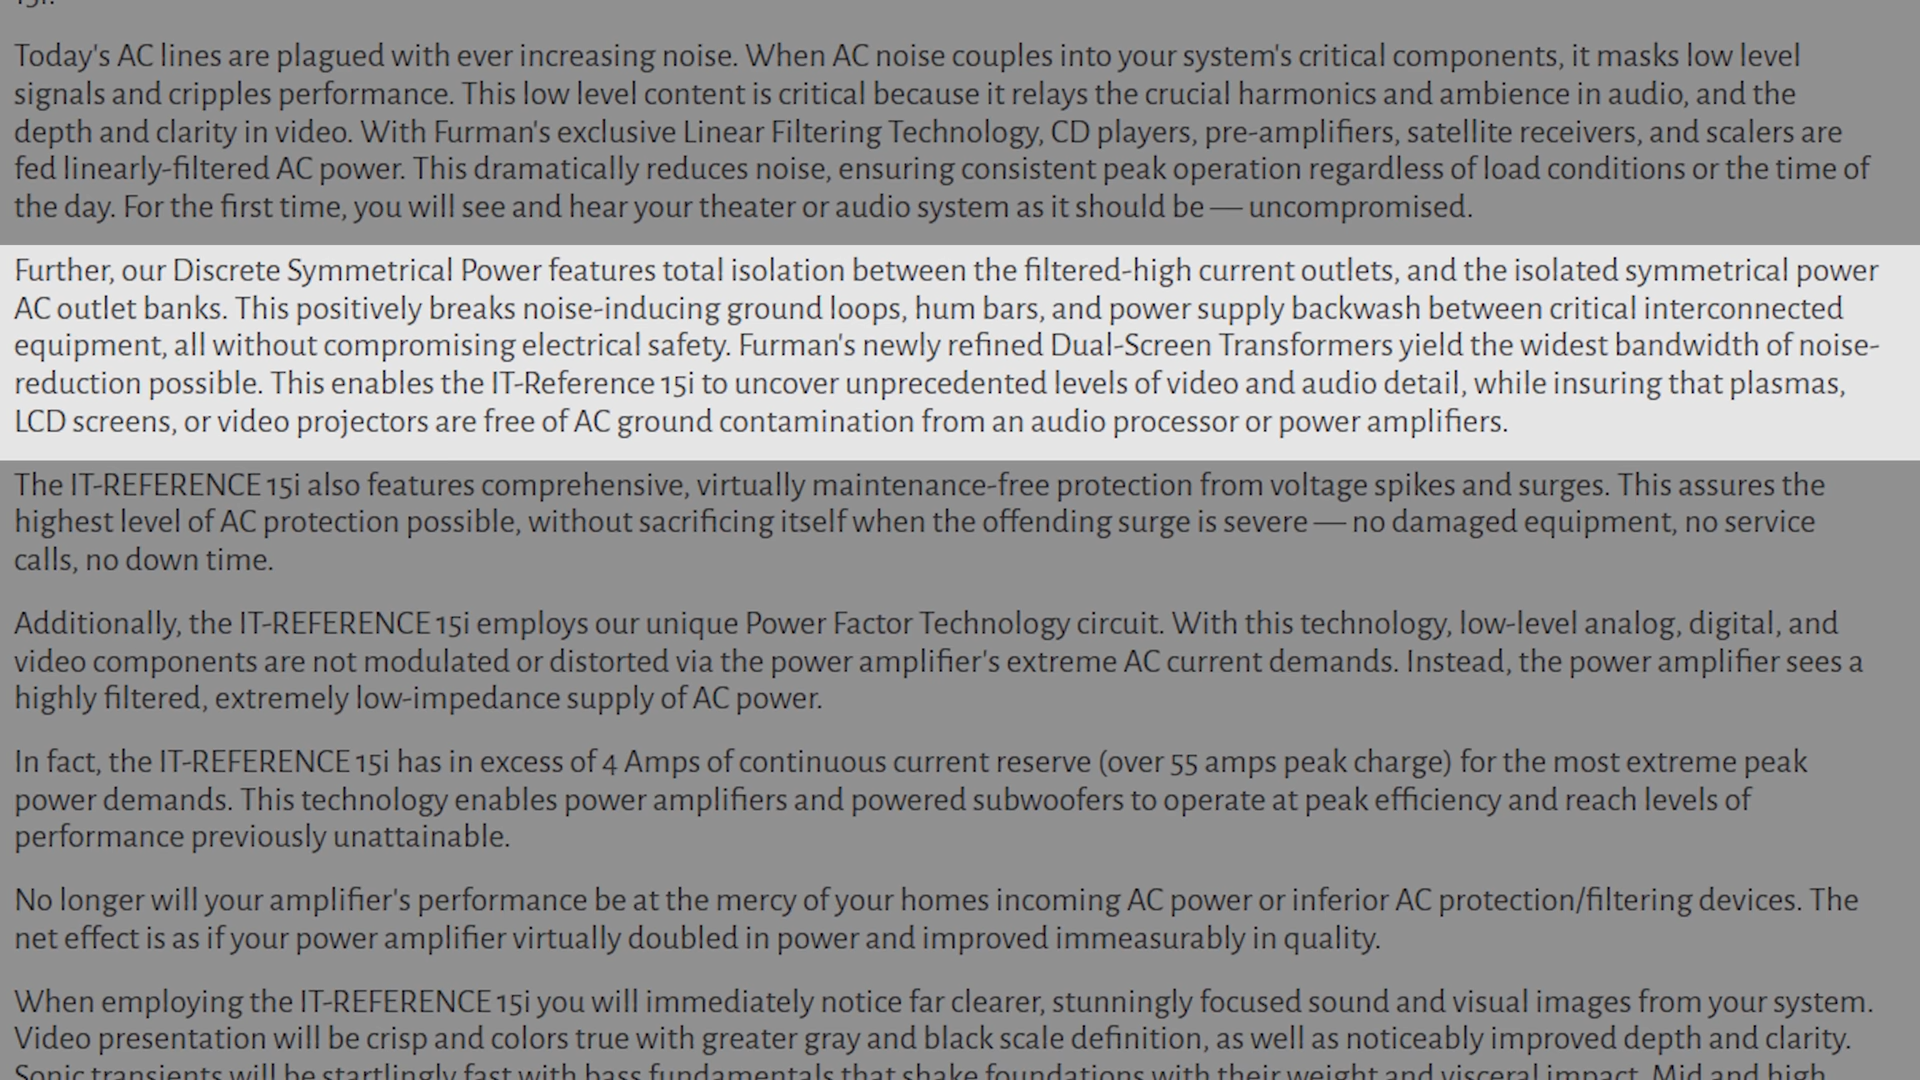 15i.
Today's AC lines are plagued with ever increasing noise. When AC noise couples into your system's critical components, it masks low level
signals and cripples performance. This low level content is critical because it relays the crucial harmonics and ambience in audio, and the
depth and clarity in video. With Furman's exclusive Linear Filtering Technology, CD players, pre-amplifiers, satellite receivers, and scalers are
fed linearly-filtered AC power. This dramatically reduces noise, ensuring consistent peak operation regardless of load conditions or the time of
the day. For the first time, you will see and hear your theater or audio system as it should be — uncompromised.
Further, our Discrete Symmetrical Power features total isolation between the filtered-high current outlets, and the isolated symmetrical power
AC outlet banks. This positively breaks noise-inducing ground loops, hum bars, and power supply backwash between critical interconnected
equipment, all without compromising electrical safety. Furman's newly refined Dual-Screen Transformers yield the widest bandwidth of noise-
reduction possible. This enables the IT-Reference 15i to uncover unprecedented levels of video and audio detail, while insuring that plasmas,
LCD screens, or video projectors are free of AC ground contamination from an audio processor or power amplifiers.
The IT-REFERENCE 15i also features comprehensive, virtually maintenance-free protection from voltage spikes and surges. This assures the
highest level of AC protection possible, without sacrificing itself when the offending surge is severe — no damaged equipment, no service
calls, no down time.
Additionally, the IT-REFERENCE 15i employs our unique Power Factor Technology circuit. With this technology, low-level analog, digital, and
video components are not modulated or distorted via the power amplifier's extreme AC current demands. Instead, the power amplifier sees a
highly filtered, extremely low-impedance supply of AC power.
In fact, the IT-REFERENCE 15i has in excess of 4 Amps of continuous current reserve (over 55 amps peak charge) for the most extreme peak
power demands. This technology enables power amplifiers and powered subwoofers to operate at peak efficiency and reach levels of
performance previously unattainable.
No longer will your amplifier's performance be at the mercy of your homes incoming AC power or inferior AC protection/filtering devices. The
net effect is as if your power amplifier virtually doubled in power and improved immeasurably in quality.
When employing the IT-REFERENCE 15i you will immediately notice far clearer, stunningly focused sound and visual images from your system.
Video presentation will be crisp and colors true with greater gray and black scale definition, as well as noticeably improved depth and clarity.
Sonic transients will be startlingly fast with bass fundamentals that shake foundations with their weight and visceral impact. Mid and high